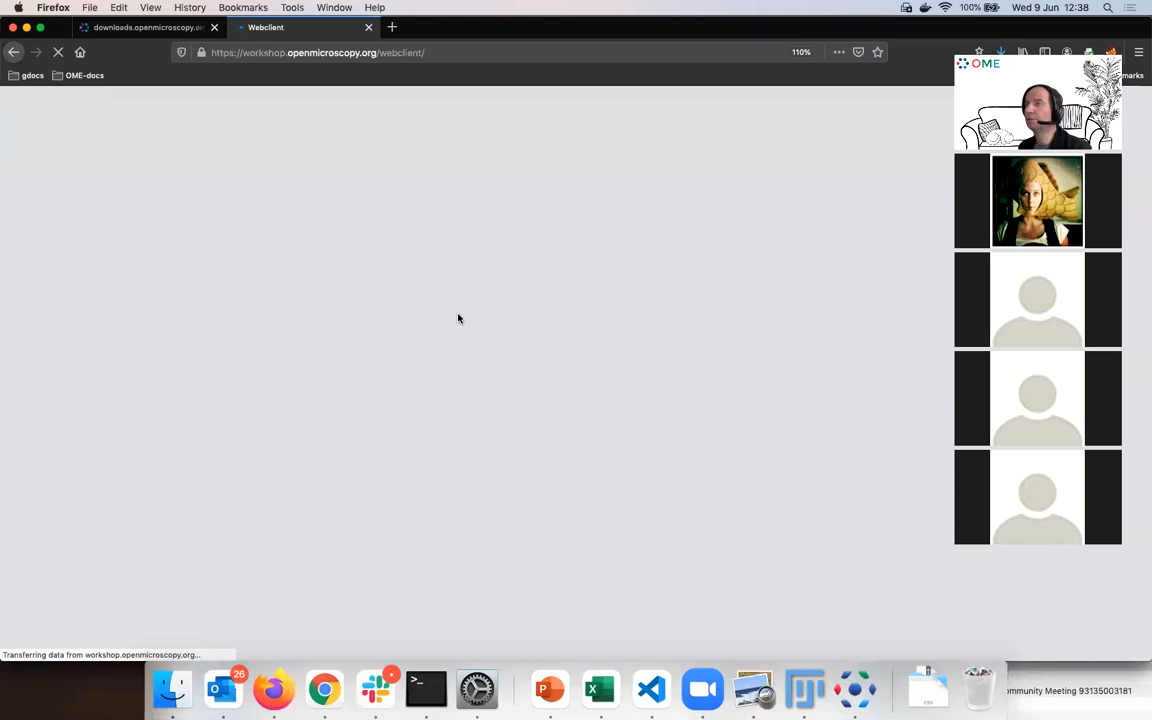 Firefox File Edit View History Bookmarks Tools Window Help
100% Wed 9 Jun 12:38
downloads.openmicroscopy.or
Webclient
https://workshop.openmicroscopy.org/webclient/
110%
gdocs OME-docs
marks
OME
Transferring data from workshop.openmicroscopy.org...
26
>_
CSV
ommunity Meeting 93135003181